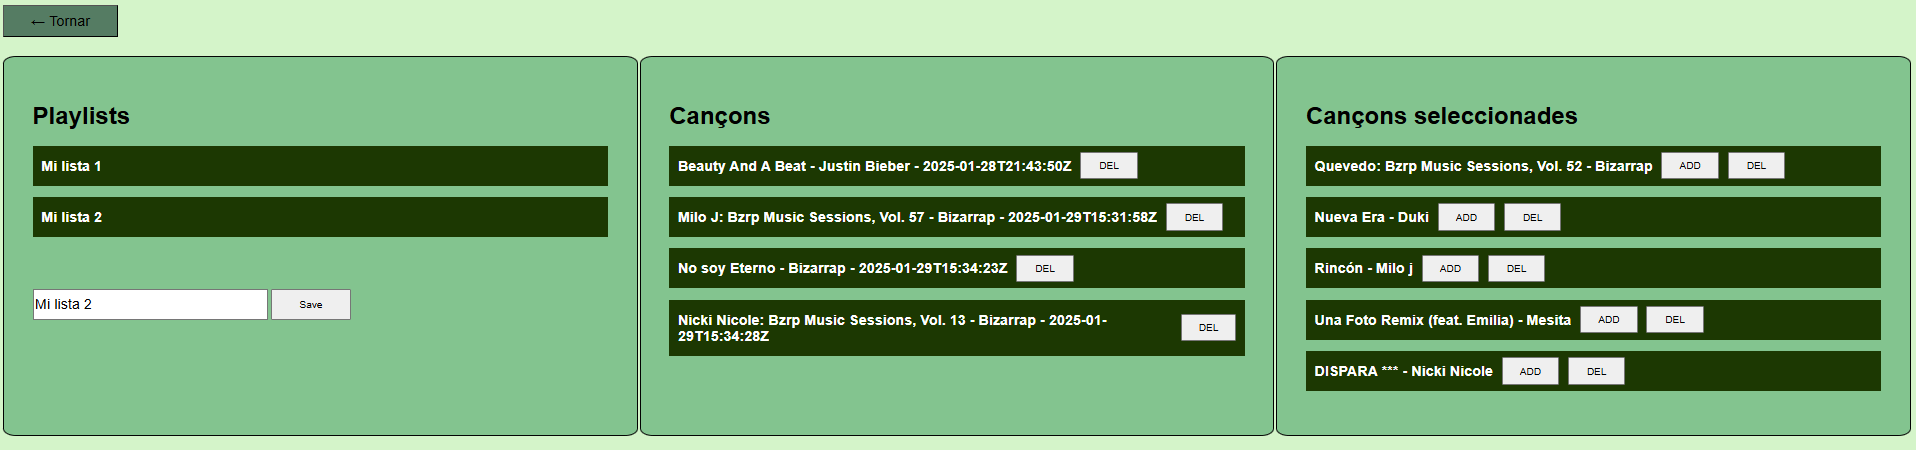 ← Tornar
Playlists
Mi lista 1
Mi lista 2
Mi lista 2
Save
Cançons
Beauty And A Beat - Justin Bieber - 2025-01-28T21:43:50Z DEL
Milo J: Bzrp Music Sessions, Vol. 57 - Bizarrap - 2025-01-29T15:31:58Z DEL
No soy Eterno - Bizarrap - 2025-01-29T15:34:23Z DEL
Nicki Nicole: Bzrp Music Sessions, Vol. 13 - Bizarrap - 2025-01-
29T15:34:28Z DEL
Cançons seleccionades
Quevedo: Bzrp Music Sessions, Vol. 52 - Bizarrap ADD DEL
Nueva Era - Duki ADD DEL
Rincón - Milo j ADD DEL
Una Foto Remix (feat. Emilia) - Mesita ADD DEL
DISPARA *** - Nicki Nicole ADD DEL